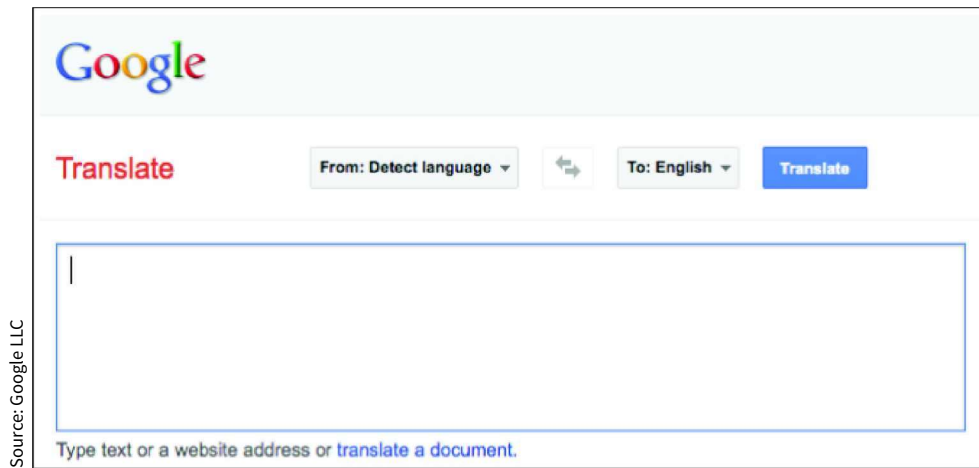 Google
Translate
From: Detect language
To: English
Translate
Type text or a website address or translate a document.
Source: Google LLC